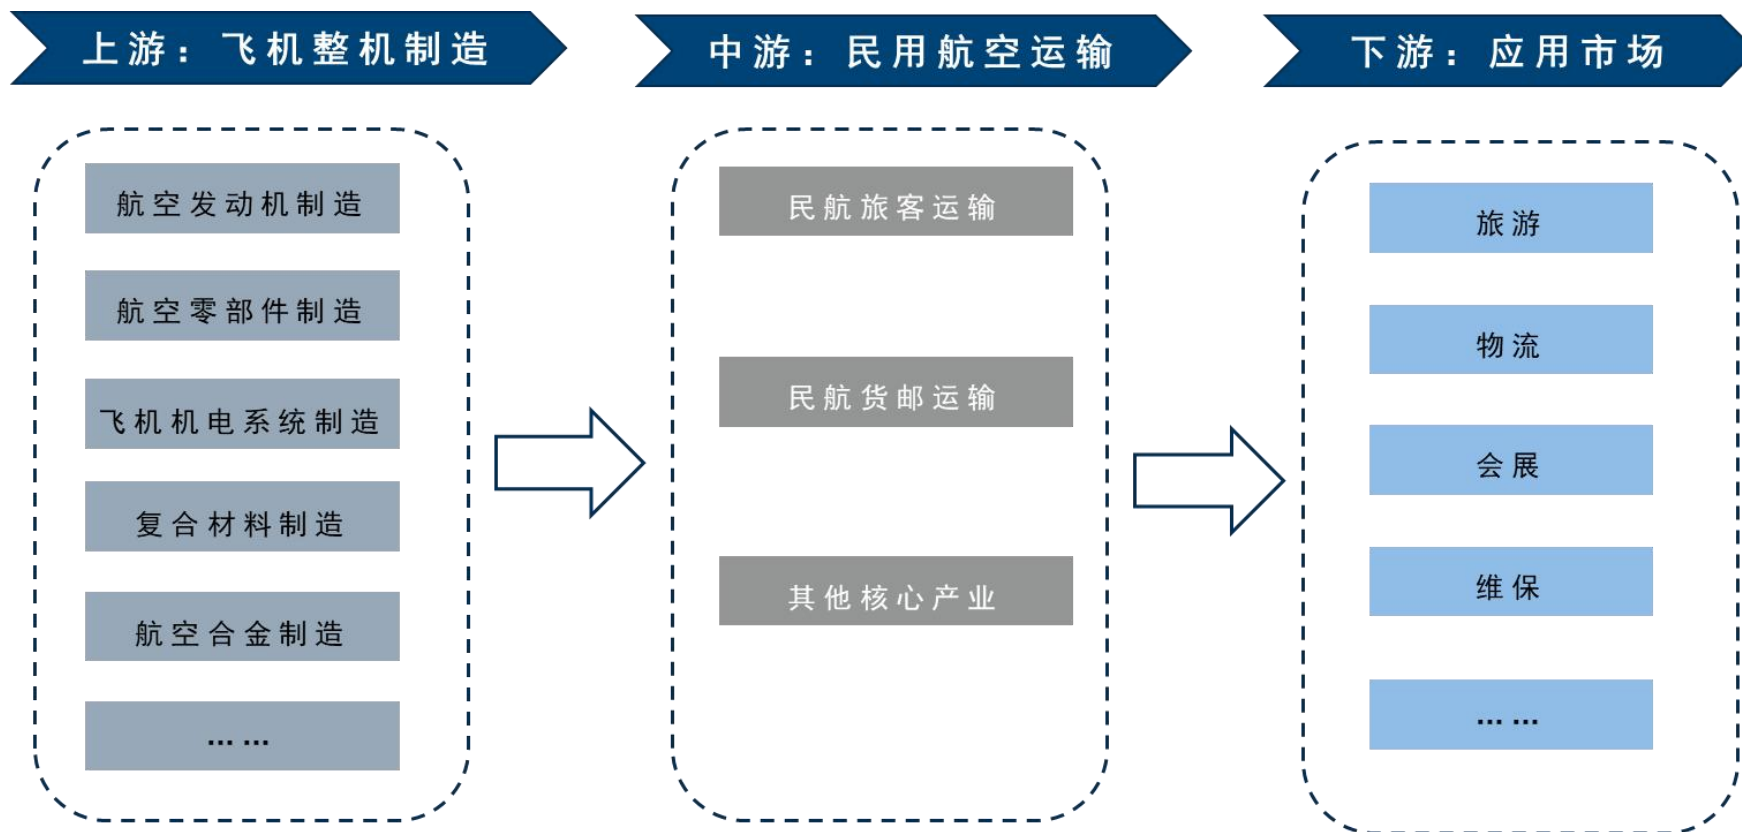 上游：飞机整机制造
航空发动机制造
航空零部件制造
飞机机电系统制造
复合材料制造
航空合金制造
……
中游：民用航空运输
民航旅客运输
民航货邮运输
其他核心产业
下游：应用市场
旅游
物流
会展
维保
……